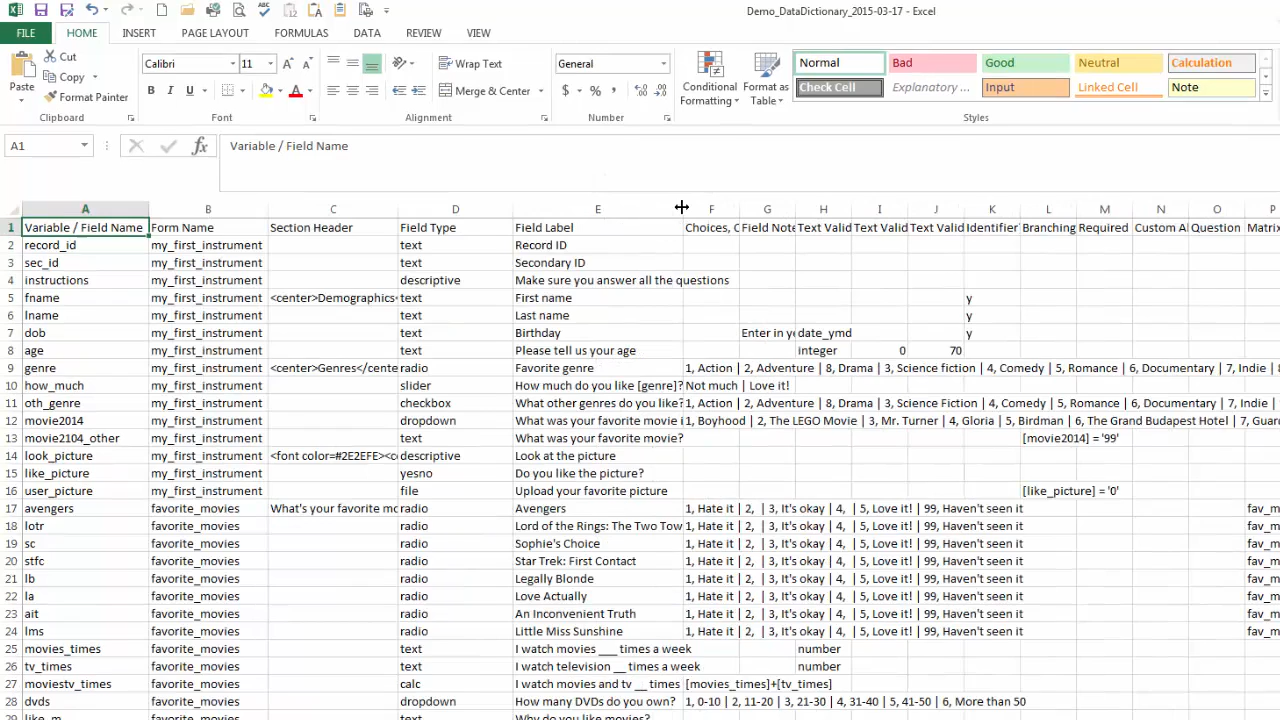 Demo_DataDictionary_2015-03-17 - Excel
FILE HOME INSERT PAGE LAYOUT FORMULAS DATA REVIEW VIEW
Paste
Cut
Copy
Format Painter
Clipboard
Calibri 11
B I U
Font
Wrap Text
Merge & Center
Alignment
General
$ % ,
Number
Conditional Formatting
Format as Table
Normal Bad Good Neutral Calculation
Check Cell Explanatory ... Input Linked Cell Note
Styles
A1 fx Variable / Field Name
A B C D E F G H I J K L M N O P
1 Variable / Field Name Form Name Section Header Field Type Field Label Choices, C Field Note Text Valid Text Valid Text Valid Identifier Branching Required Custom Al Question Matrix
2 record_id my_first_instrument text Record ID
3 sec_id my_first_instrument text Secondary ID
4 instructions my_first_instrument descriptive Make sure you answer all the questions
5 fname my_first_instrument <center>Demographics< text First name y
6 lname my_first_instrument text Last name y
7 dob my_first_instrument text Birthday Enter in ye date_ymd y
8 age my_first_instrument text Please tell us your age integer 0 70
9 genre my_first_instrument <center>Genres</cente radio Favorite genre 1, Action | 2, Adventure | 8, Drama | 3, Science fiction | 4, Comedy | 5, Romance | 6, Documentary | 7, Indie | 8
10 how_much my_first_instrument slider How much do you like [genre]? Not much | Love it!
11 oth_genre my_first_instrument checkbox What other genres do you like? 1, Action | 2, Adventure | 8, Drama | 3, Science Fiction | 4, Comedy | 5, Romance | 6, Documentary | 7, Indie |
12 movie2014 my_first_instrument dropdown What was your favorite movie i 1, Boyhood | 2, The LEGO Movie | 3, Mr. Turner | 4, Gloria | 5, Birdman | 6, The Grand Budapest Hotel | 7, Guar
13 movie2104_other my_first_instrument text What was your favorite movie? [movie2014] = '99'
14 look_picture my_first_instrument <font color=#2E2EFE><c descriptive Look at the picture
15 like_picture my_first_instrument yesno Do you like the picture?
16 user_picture my_first_instrument file Upload your favorite picture [like_picture] = '0'
17 avengers favorite_movies What's your favorite mo radio Avengers 1, Hate it | 2, | 3, It's okay | 4, | 5, Love it! | 99, Haven't seen it fav_m
18 lotr favorite_movies radio Lord of the Rings: The Two Tow 1, Hate it | 2, | 3, It's okay | 4, | 5, Love it! | 99, Haven't seen it fav_m
19 sc favorite_movies radio Sophie's Choice 1, Hate it | 2, | 3, It's okay | 4, | 5, Love it! | 99, Haven't seen it fav_m
20 stfc favorite_movies radio Star Trek: First Contact 1, Hate it | 2, | 3, It's okay | 4, | 5, Love it! | 99, Haven't seen it fav_m
21 lb favorite_movies radio Legally Blonde 1, Hate it | 2, | 3, It's okay | 4, | 5, Love it! | 99, Haven't seen it fav_m
22 la favorite_movies radio Love Actually 1, Hate it | 2, | 3, It's okay | 4, | 5, Love it! | 99, Haven't seen it fav_m
23 ait favorite_movies radio An Inconvenient Truth 1, Hate it | 2, | 3, It's okay | 4, | 5, Love it! | 99, Haven't seen it fav_m
24 lms favorite_movies radio Little Miss Sunshine 1, Hate it | 2, | 3, It's okay | 4, | 5, Love it! | 99, Haven't seen it fav_m
25 movies_times favorite_movies text I watch movies ___ times a week number
26 tv_times favorite_movies text I watch television __ times a week number
27 moviestv_times favorite_movies calc I watch movies and tv __ times [movies_times]+[tv_times]
28 dvds favorite_movies dropdown How many DVDs do you own? 1, 0-10 | 2, 11-20 | 3, 21-30 | 4, 31-40 | 5, 41-50 | 6, More than 50
29 like_m favorite_movies text Why do you like movies?